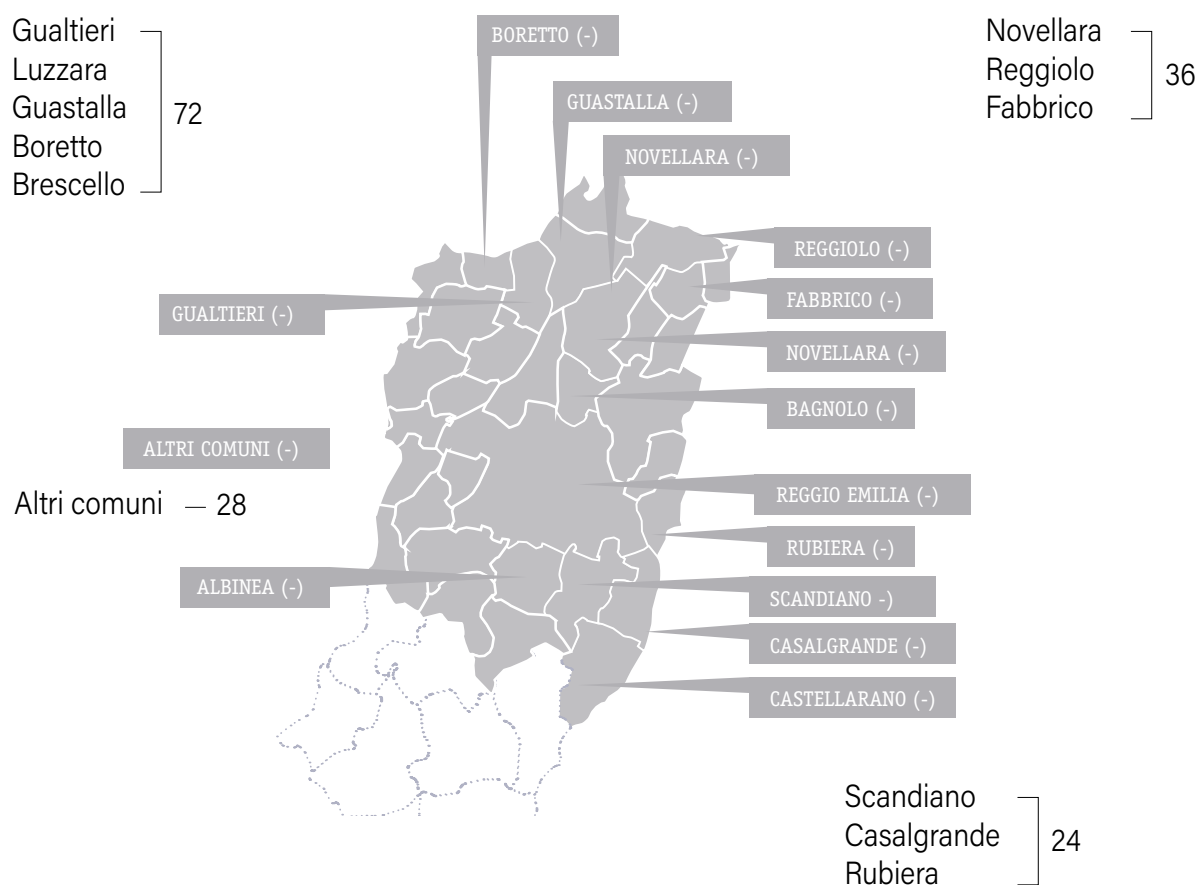 Gualtieri
Luzzara
Guastalla
Boretto
Brescello
72
Novellara
Reggiolo
Fabbrico
36
BORETTO (-)
GUASTALLA (-)
NOVELLARA (-)
REGGIOLO (-)
FABBRICO (-)
GUALTIERI (-)
NOVELLARA (-)
BAGNOLO (-)
ALTRI COMUNI (-)
Altri comuni — 28
REGGIO EMILIA (-)
RUBIERA (-)
ALBINEA (-)
SCANDIANO -)
CASALGRANDE (-)
CASTELLARANO (-)
Scandiano
Casalgrande
Rubiera
24